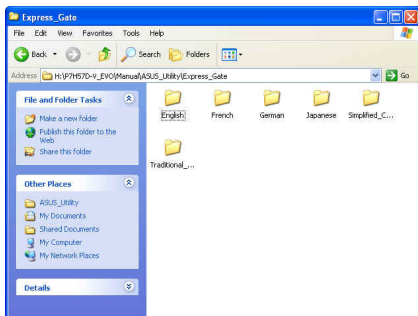 Express_Gate
File Edit View Favorites Tools Help
Back Search Folders
Address H:\P7H57D-V_EVO\Manual\ASUS_Utility\Express_Gate Go
File and Folder Tasks
Make a new folder
Publish this folder to the
Web
Share this folder
Other Places
ASUS_Utility
My Documents
Shared Documents
My Computer
My Network Places
Details
English French German Japanese Simplified_C...
Traditional_...